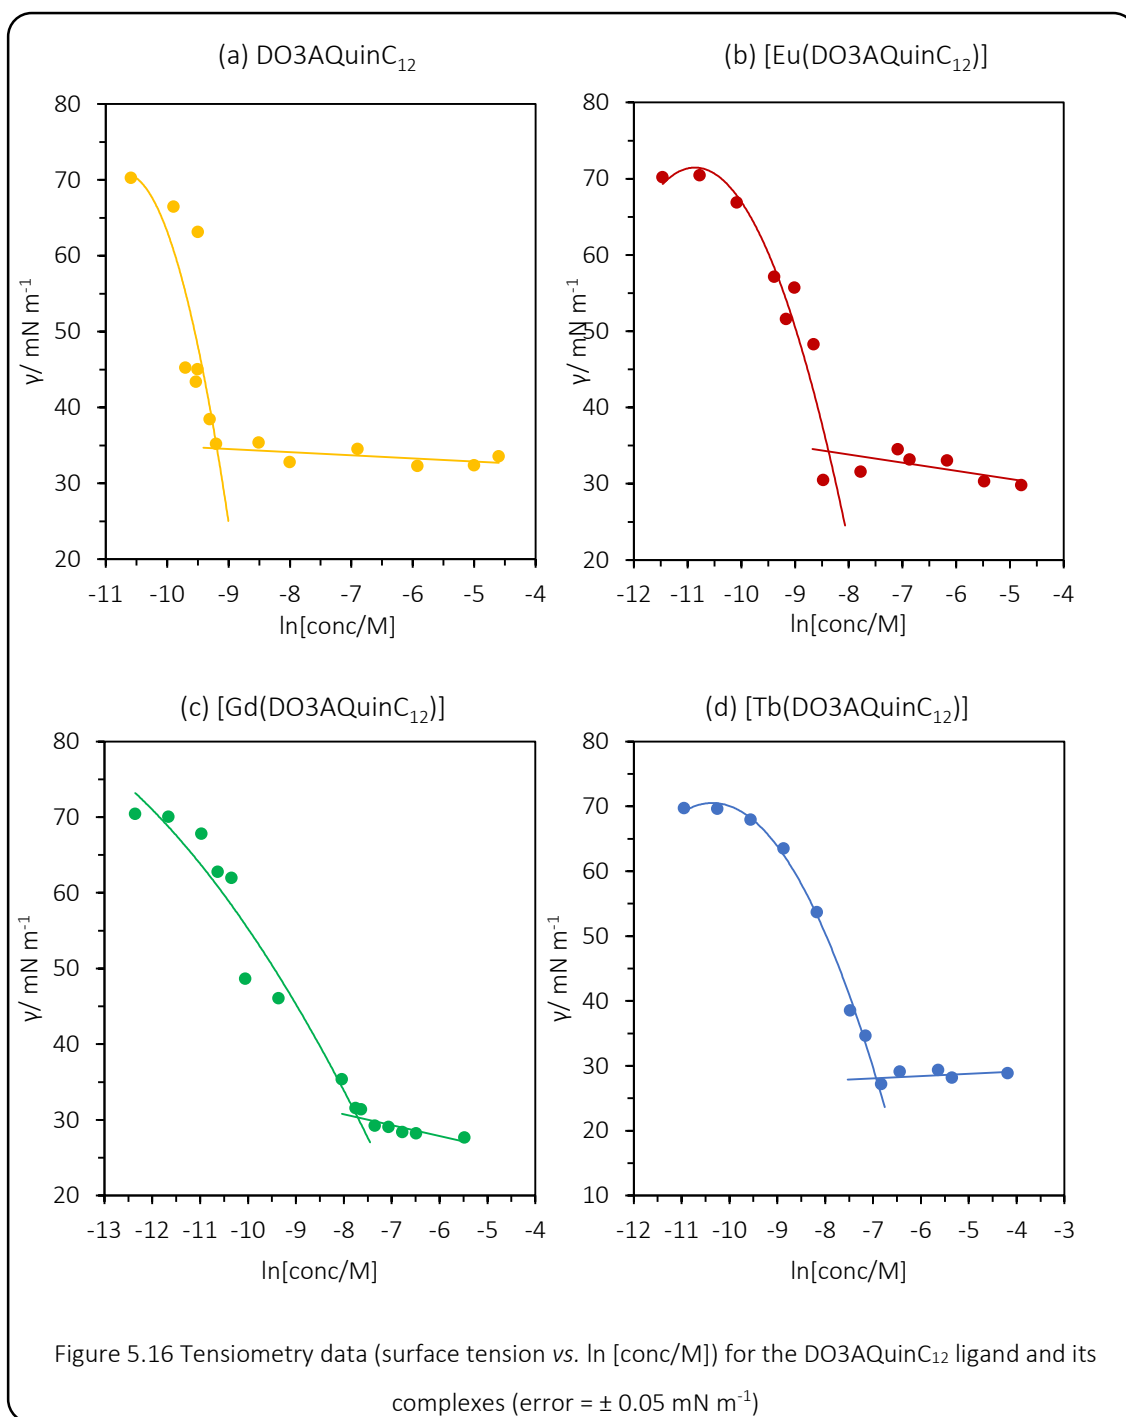 (a) DO3AQuinC₁₂
80
70
60
50
40
30
20
γ/ mN m⁻¹
-11 -10 -9 -8 -7 -6 -5 -4
ln[conc/M]
(b) [Eu(DO3AQuinC₁₂)]
80
70
60
50
40
30
20
γ/ mN m⁻¹
-12 -11 -10 -9 -8 -7 -6 -5 -4
ln[conc/M]
(c) [Gd(DO3AQuinC₁₂)]
80
70
60
50
40
30
20
γ/ mN m⁻¹
-13 -12 -11 -10 -9 -8 -7 -6 -5 -4
ln[conc/M]
(d) [Tb(DO3AQuinC₁₂)]
80
70
60
50
40
30
20
10
γ/ mN m⁻¹
-12 -11 -10 -9 -8 -7 -6 -5 -4 -3
ln[conc/M]
Figure 5.16 Tensiometry data (surface tension vs. ln [conc/M]) for the DO3AQuinC₁₂ ligand and its
complexes (error = ± 0.05 mN m⁻¹)